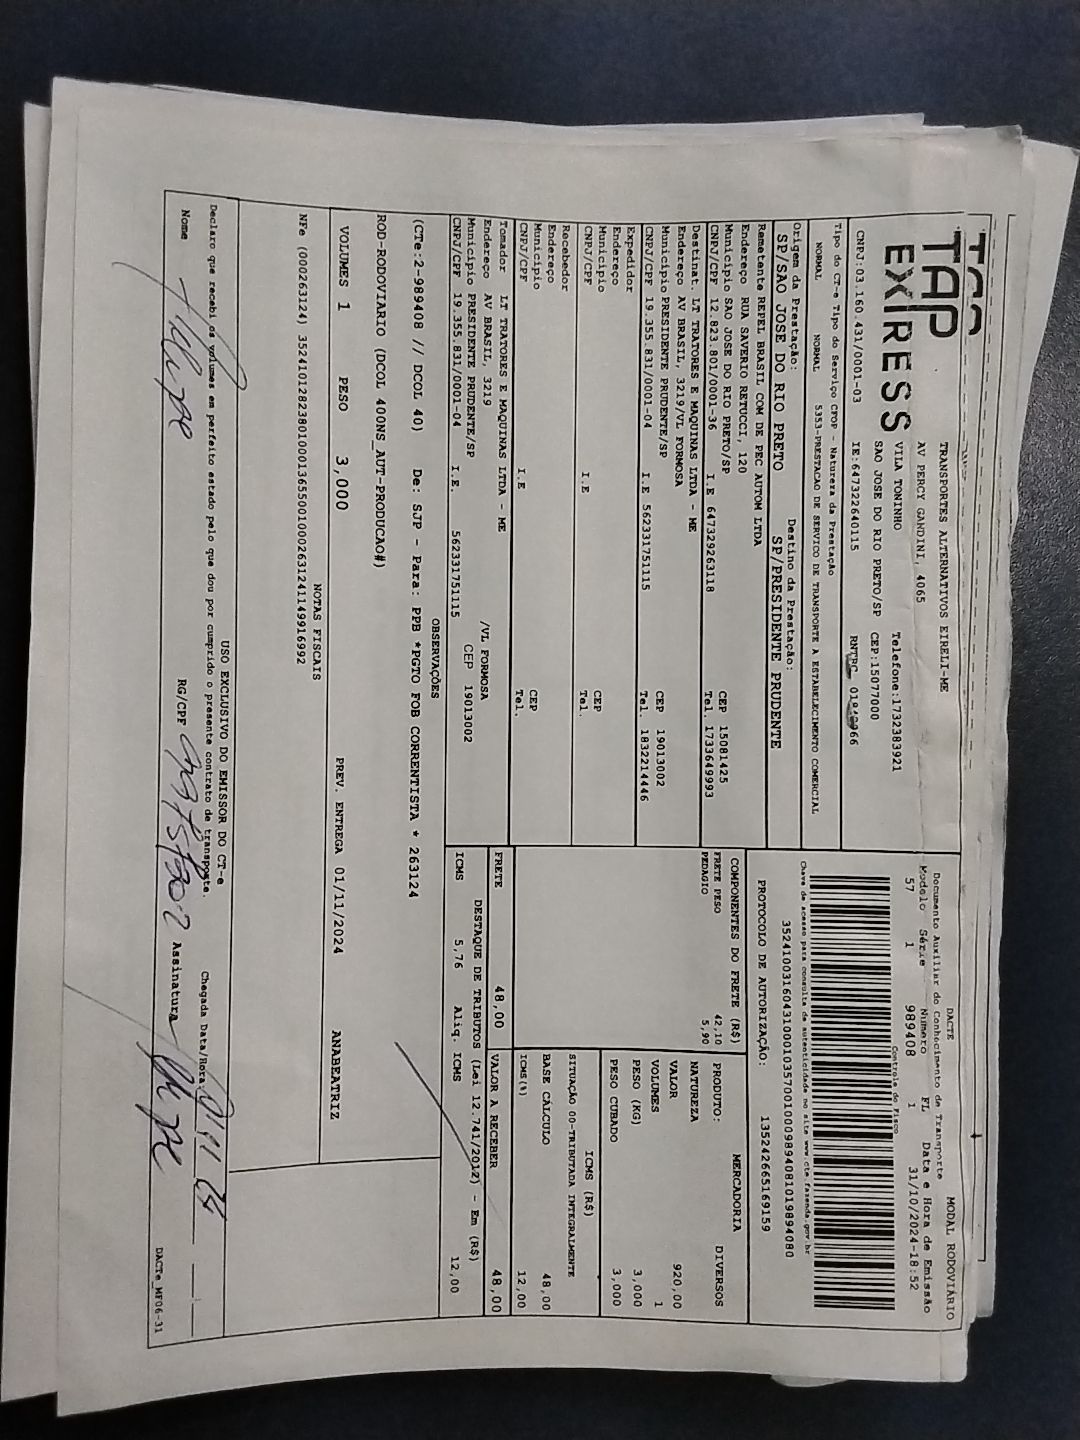 TAP
EXPRESS
TRANSPORTES ALTERNATIVOS EIRELI-ME
AV PERCY GANDINI, 4065
VILA TONINHO Telefone:1732383921
SAO JOSE DO RIO PRETO/SP CEP:15077000
CNPJ:03.160.431/0001-03 IE:647322640115 RNTRC
DACTE MODAL RODOVIÁRIO
Documento Auxiliar do Conhecimento de Transporte
Modelo Série Número FL Data e Hora de Emissão
57 1 989408 1 31/10/2024-18:52
Controle do Fisco
Chave de acesso para consulta de autenticidade no site www.cte.fazenda.gov.br
35241003160431000103570010009894081019894080
PROTOCOLO DE AUTORIZAÇÃO: 135242665169159
Tipo do CT-e Tipo do Serviço CFOP - Natureza da Prestação
NORMAL NORMAL 5353-PRESTACAO DE SERVICO DE TRANSPORTE A ESTABELECIMENTO COMERCIAL
Origem da Prestação: Destino da Prestação:
SP/SAO JOSE DO RIO PRETO SP/PRESIDENTE PRUDENTE
Remetente REPEL BRASIL COM DE PEC AUTOM LTDA
Endereço RUA SAVERIO RETUCCI, 120
Município SAO JOSE DO RIO PRETO/SP CEP 15081425
CNPJ/CPF 12.823.801/0001-36 I.E 647329263118 Tel. 1733649993
Destinat. LT TRATORES E MAQUINAS LTDA - ME
Endereço AV BRASIL, 3219/VL FORMOSA
Município PRESIDENTE PRUDENTE/SP CEP 19013002
CNPJ/CPF 19.355.831/0001-04 I.E 562331751115 Tel. 1832214446
Expedidor
Endereço
Município CEP
CNPJ/CPF I.E Tel.
Recebedor
Endereço
Município CEP
CNPJ/CPF I.E Tel.
Tomador LT TRATORES E MAQUINAS LTDA - ME
Endereço AV BRASIL, 3219 /VL FORMOSA
Município PRESIDENTE PRUDENTE/SP CEP 19013002
CNPJ/CPF 19.355.831/0001-04 I.E. 562331751115
COMPONENTES DO FRETE (R$)
FRETE PESO 42,10
PEDAGIO 5,90
PRODUTO: MERCADORIA DIVERSOS
NATUREZA
VALOR 920,00
VOLUMES 1
PESO (KG) 3,000
PESO CUBADO 3,000
ICMS (R$)
SITUAÇÃO 00-TRIBUTADA INTEGRALMENTE
BASE CÁLCULO 48,00
ICMS(%) 12,00
FRETE 48,00 VALOR A RECEBER 48,00
DESTAQUE DE TRIBUTOS (Lei 12.741/2012) - Em (R$)
ICMS 5,76 Aliq. ICMS 12,00
OBSERVAÇÕES
(CTe:2-989408 // DCOL 40) De: SJP - Para: PPB *PGTO FOB CORRENTISTA * 263124
ROD-RODOVIARIO (DCOL 400NS_AUT-PRODUCAO#)
VOLUMES 1 PESO 3,000 PREV. ENTREGA 01/11/2024 ANABEATRIZ
NOTAS FISCAIS
NFe (000263124) 35241012823801000136550010002631241149916992
USO EXCLUSIVO DO EMISSOR DO CT-e
Declaro que recebi os volumes em perfeito estado pelo que dou por cumprido o presente contrato de transporte.
Chegada Data/Hora
Nome Felipe RG/CPF Assinatura
DACTe_MF06-31